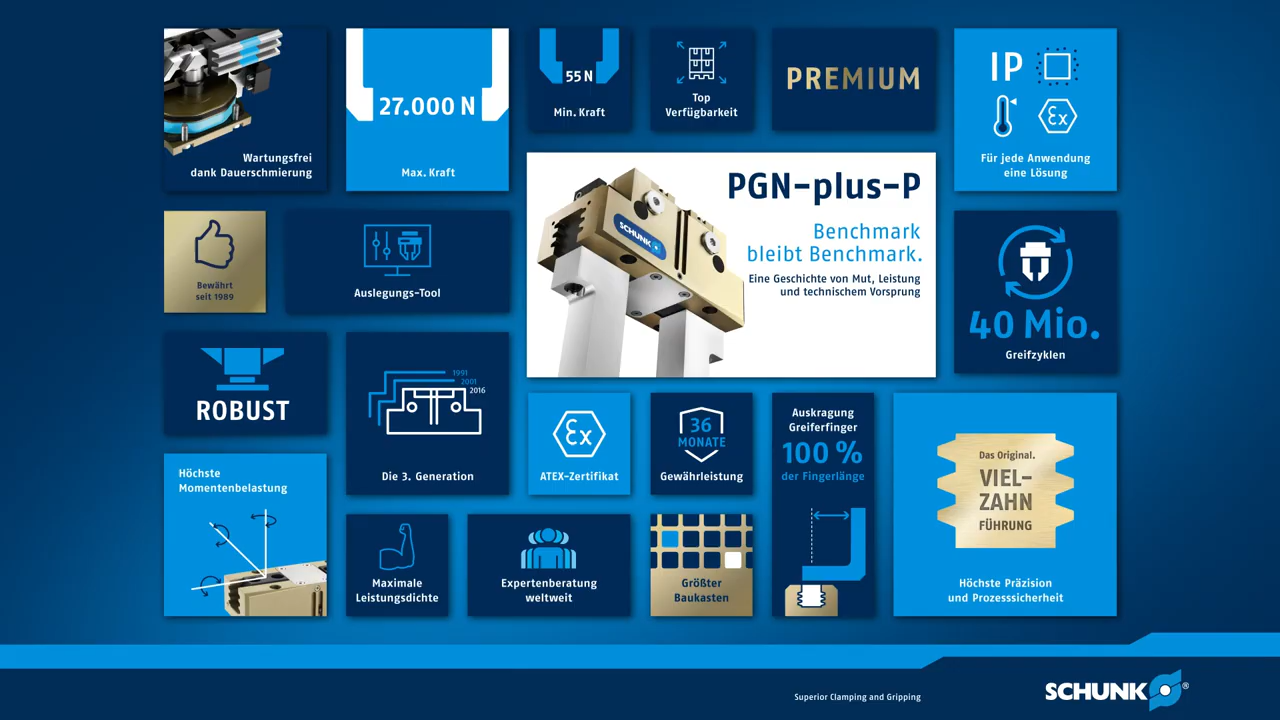 Wartungsfrei
dank Dauerschmierung
27.000 N
Max. Kraft
55 N
Min. Kraft
Top
Verfügbarkeit
PREMIUM
IP
Ex
Für jede Anwendung
eine Lösung
Bewährt
seit 1989
Auslegungs-Tool
SCHUNK
PGN-plus-P
Benchmark
bleibt Benchmark.
Eine Geschichte von Mut, Leistung
und technischem Vorsprung
40 Mio.
Greifzyklen
ROBUST
1991
2001
2016
Die 3. Generation
Ex
ATEX-Zertifikat
36
MONATE
Gewährleistung
Auskragung
Greiferfinger
100 %
der Fingerlänge
Das Original.
VIEL-
ZAHN
FÜHRUNG
Höchste Präzision
und Prozesssicherheit
Höchste
Momentenbelastung
Maximale
Leistungsdichte
Expertenberatung
weltweit
Größter
Baukasten
Superior Clamping and Gripping
SCHUNK®